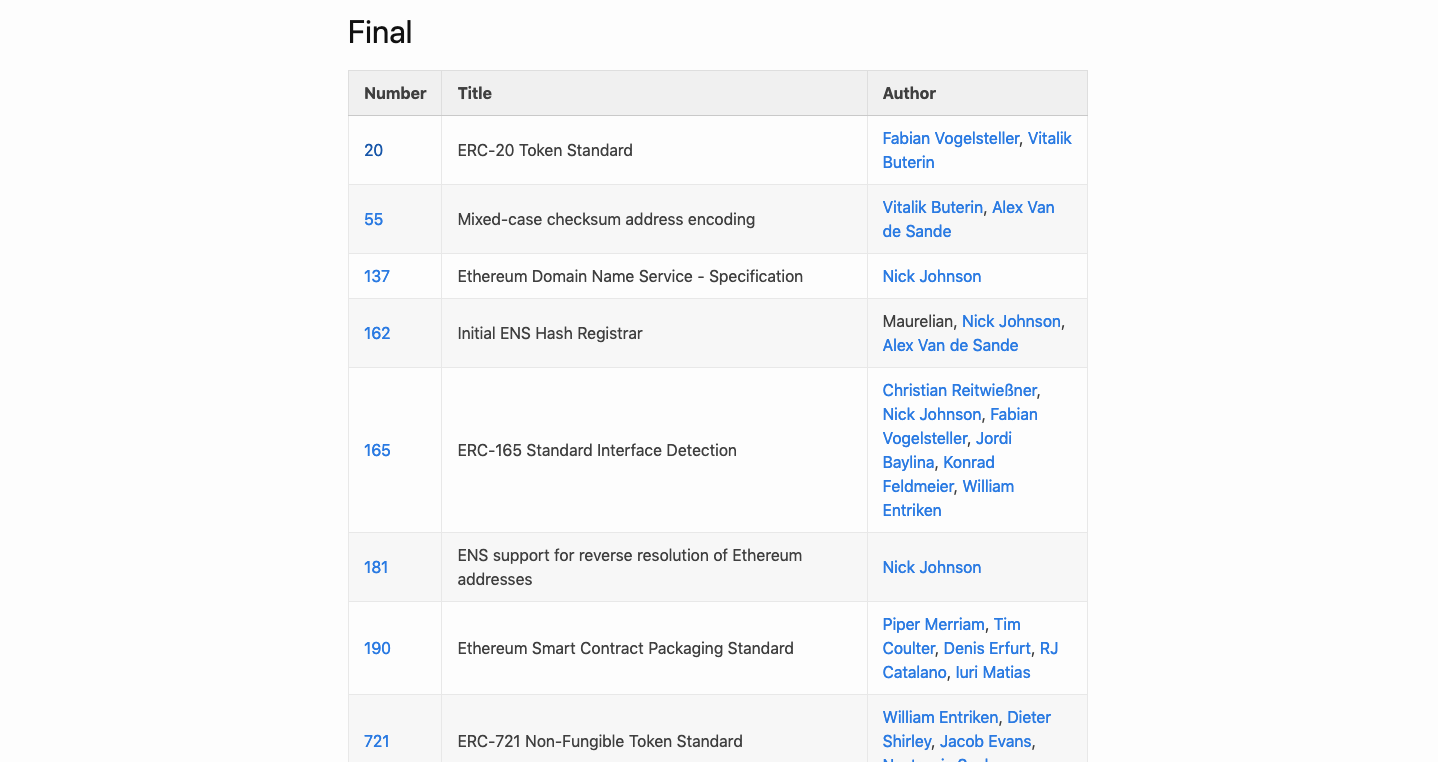 Final
Number Title Author
20 ERC-20 Token Standard Fabian Vogelsteller, Vitalik
Buterin
55 Mixed-case checksum address encoding Vitalik Buterin, Alex Van
de Sande
137 Ethereum Domain Name Service - Specification Nick Johnson
162 Initial ENS Hash Registrar Maurelian, Nick Johnson,
Alex Van de Sande
165 ERC-165 Standard Interface Detection Christian Reitwießner,
Nick Johnson, Fabian
Vogelsteller, Jordi
Baylina, Konrad
Feldmeier, William
Entriken
181 ENS support for reverse resolution of Ethereum
addresses Nick Johnson
190 Ethereum Smart Contract Packaging Standard Piper Merriam, Tim
Coulter, Denis Erfurt, RJ
Catalano, Iuri Matias
721 ERC-721 Non-Fungible Token Standard William Entriken, Dieter
Shirley, Jacob Evans,